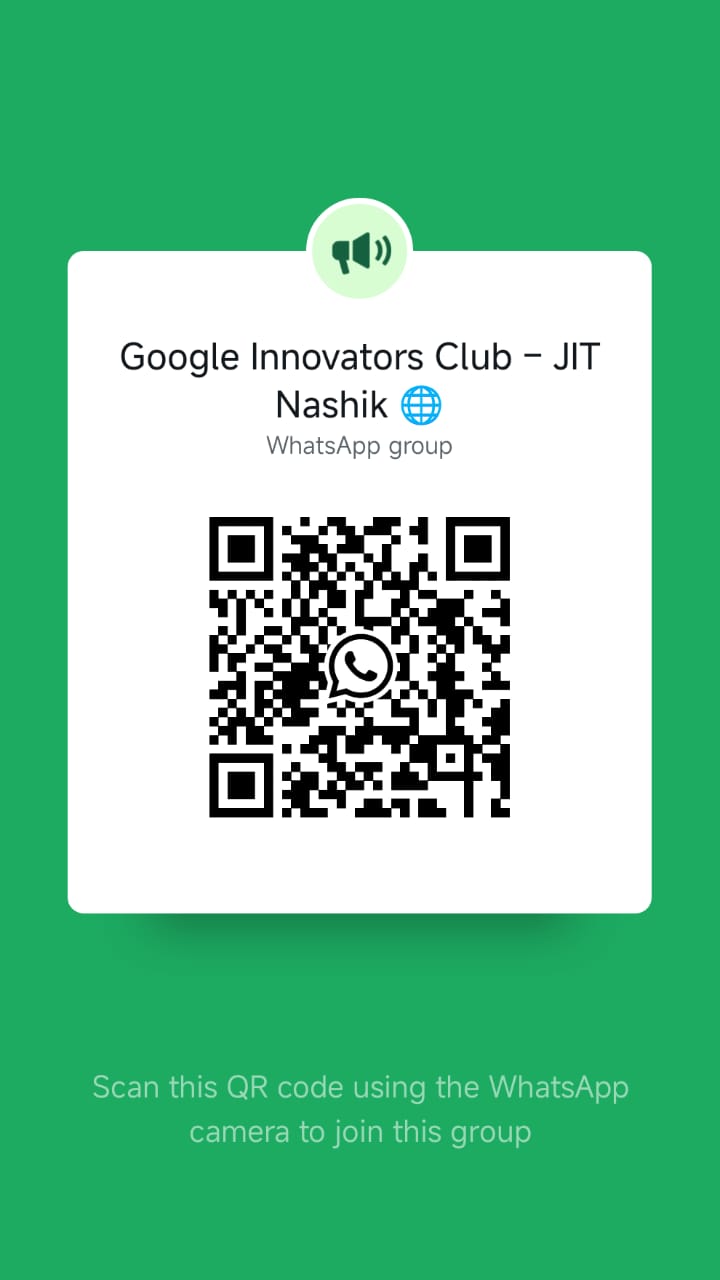 Google Innovators Club – JIT
Nashik 🌐
WhatsApp group
Scan this QR code using the WhatsApp
camera to join this group